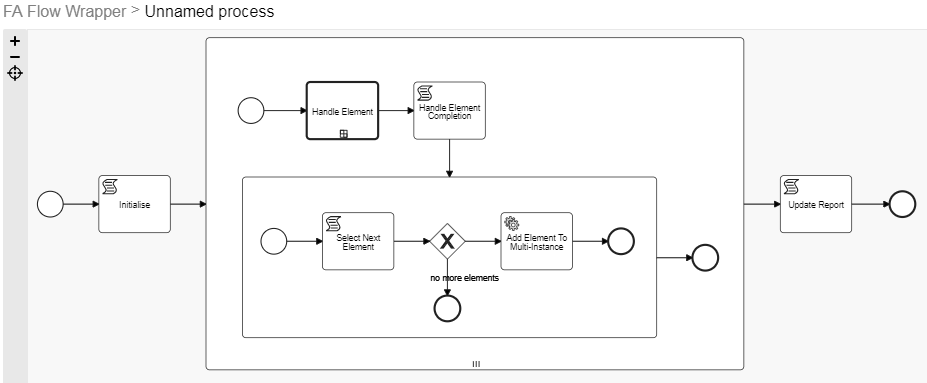 FA Flow Wrapper > Unnamed process
Handle Element
Handle Element
Completion
Initialise
Select Next
Element
X
Add Element To
Multi-Instance
no more elements
Update Report